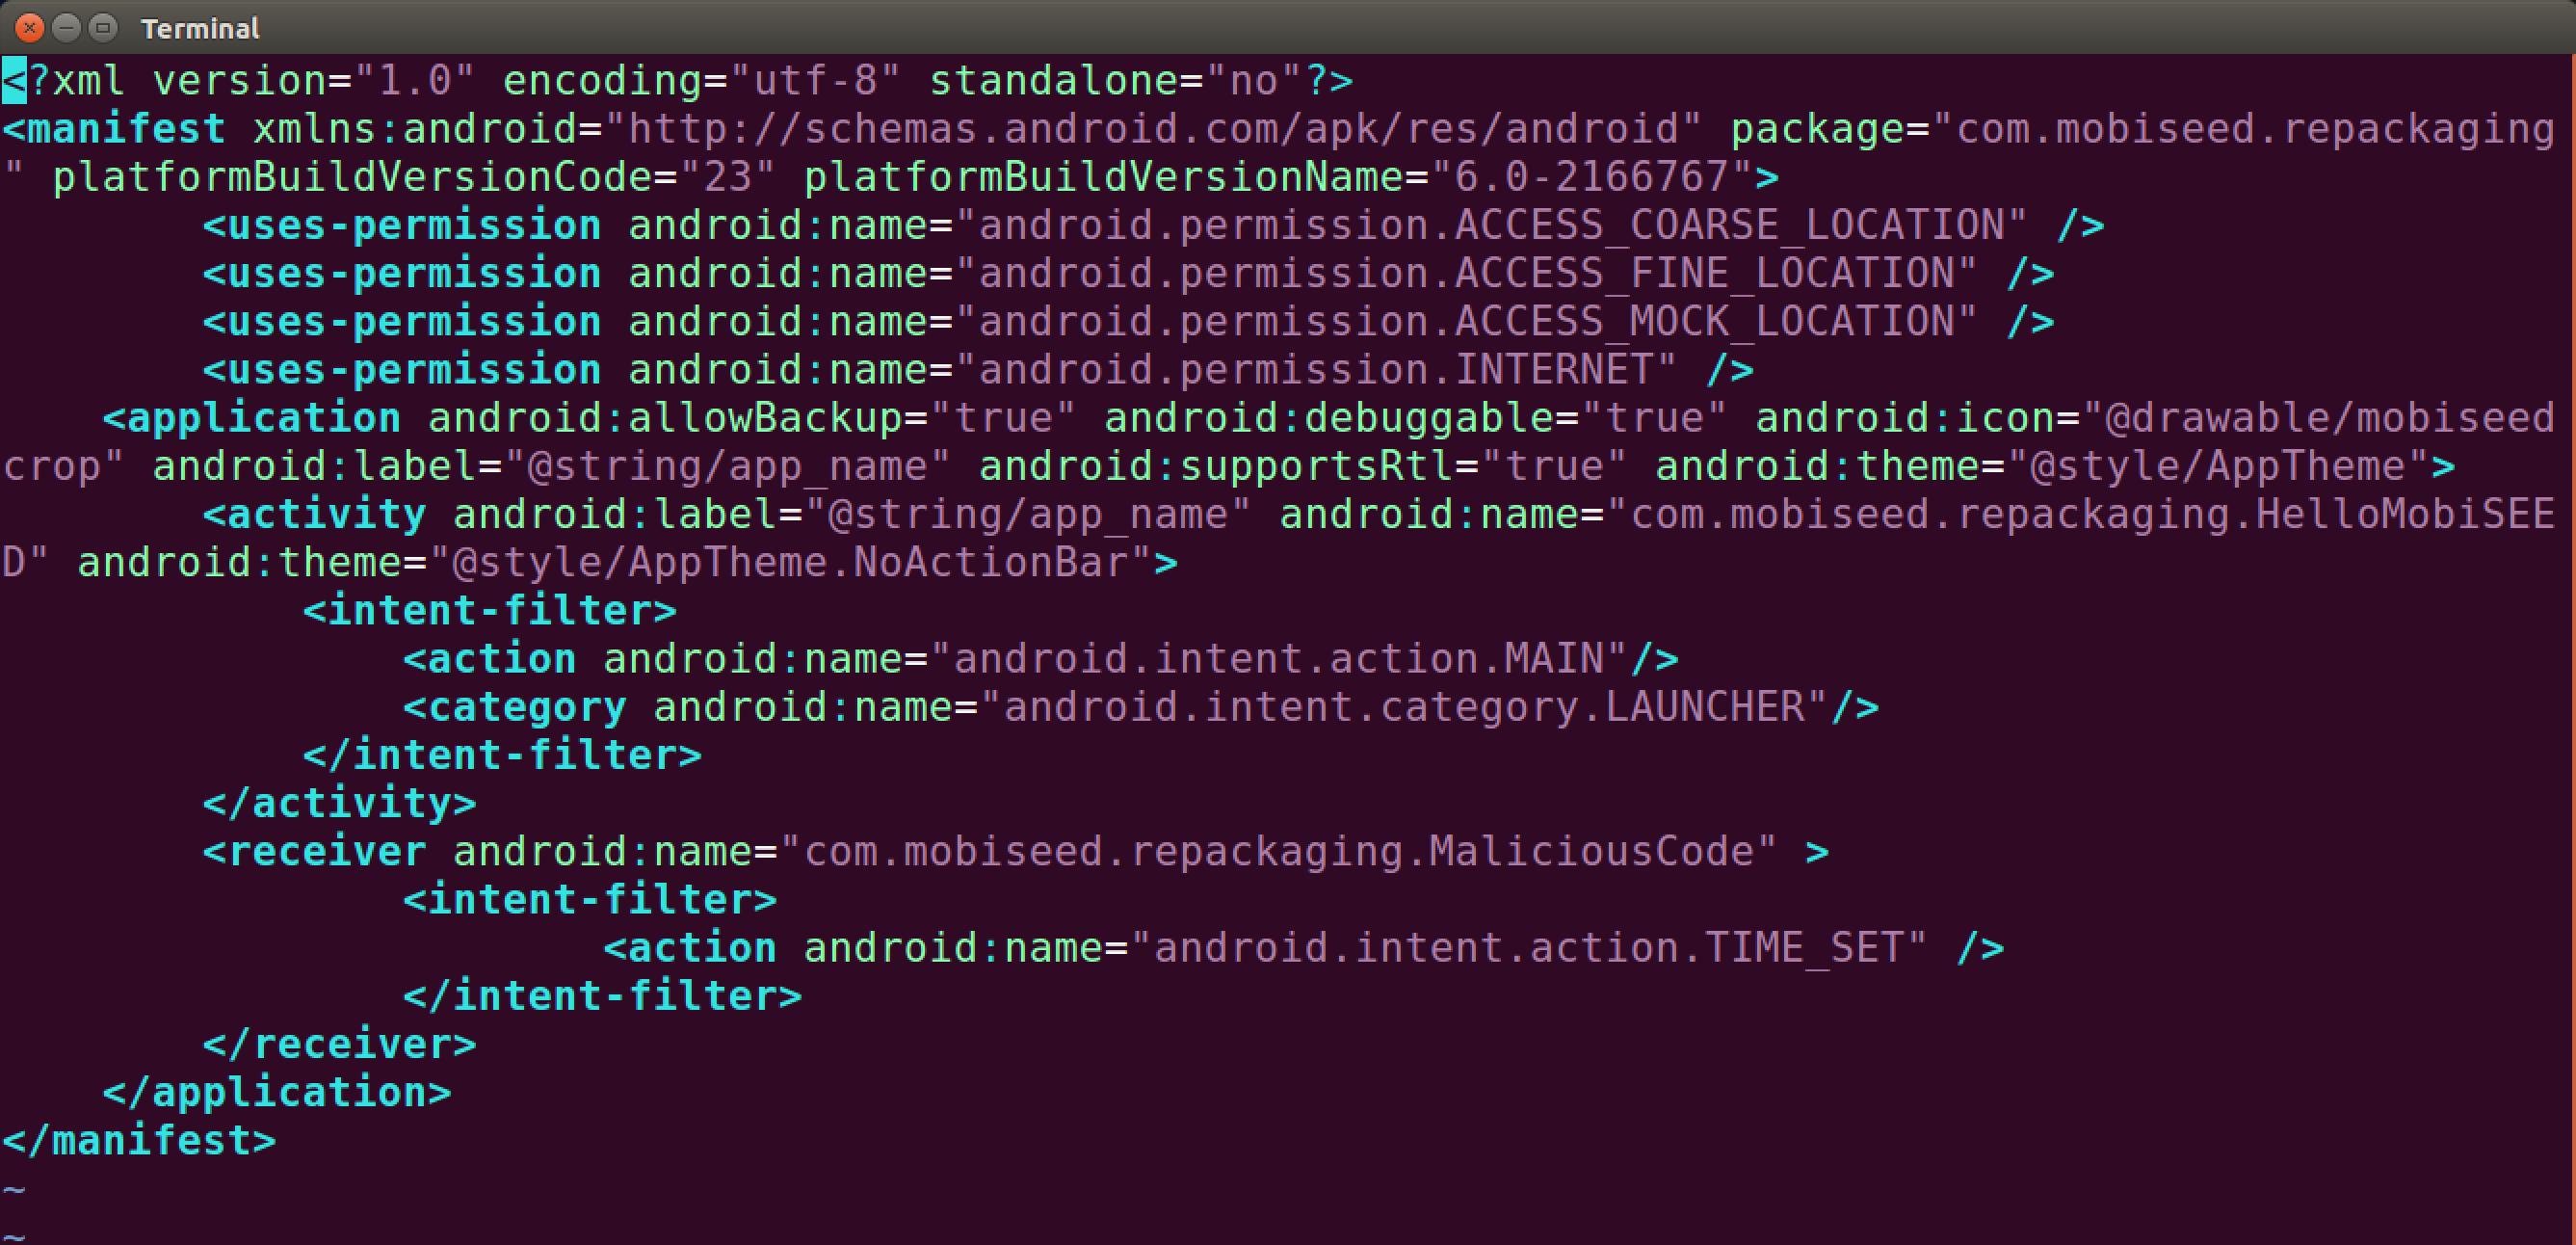 Terminal
<?xml version="1.0" encoding="utf-8" standalone="no"?>
<manifest xmlns:android="http://schemas.android.com/apk/res/android" package="com.mobiseed.repackaging
" platformBuildVersionCode="23" platformBuildVersionName="6.0-2166767">
        <uses-permission android:name="android.permission.ACCESS_COARSE_LOCATION" />
        <uses-permission android:name="android.permission.ACCESS_FINE_LOCATION" />
        <uses-permission android:name="android.permission.ACCESS_MOCK_LOCATION" />
        <uses-permission android:name="android.permission.INTERNET" />
    <application android:allowBackup="true" android:debuggable="true" android:icon="@drawable/mobiseed
crop" android:label="@string/app_name" android:supportsRtl="true" android:theme="@style/AppTheme">
        <activity android:label="@string/app_name" android:name="com.mobiseed.repackaging.HelloMobiSEE
D" android:theme="@style/AppTheme.NoActionBar">
            <intent-filter>
                <action android:name="android.intent.action.MAIN"/>
                <category android:name="android.intent.category.LAUNCHER"/>
            </intent-filter>
        </activity>
        <receiver android:name="com.mobiseed.repackaging.MaliciousCode" >
                <intent-filter>
                        <action android:name="android.intent.action.TIME_SET" />
                </intent-filter>
        </receiver>
    </application>
</manifest>
~
~